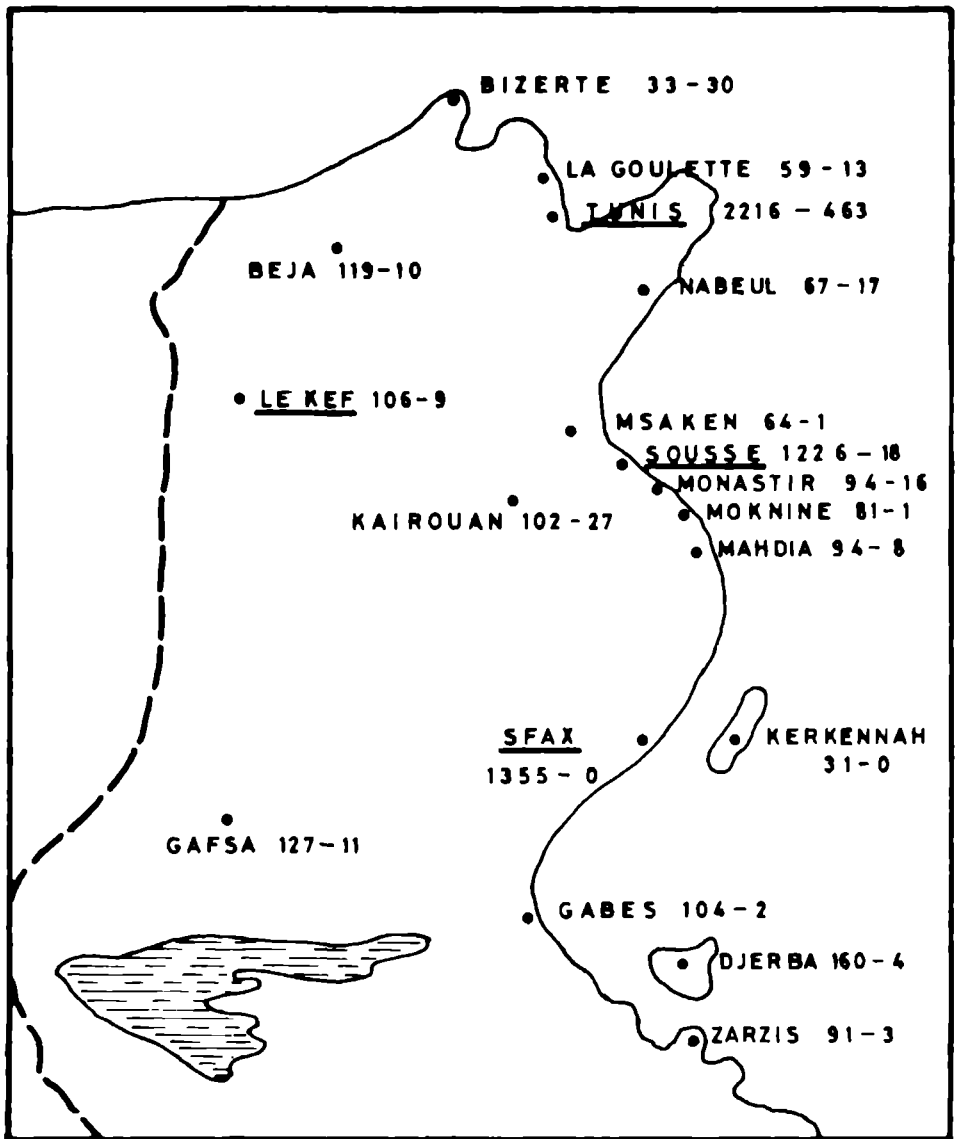 BIZERTE 33-30
LA GOULETTE 59-13
TUNIS 2216-463
BEJA 119-10
NABEUL 67-17
LE KEF 106-9
MSAKEN 64-1
SOUSSE 1226-18
MONASTIR 94-16
KAIROUAN 102-27
MOKNINE 81-1
MAHDIA 94-8
SFAX
1355-0
KERKENNAH
31-0
GAFSA 127-11
GABES 104-2
DJERBA 160-4
ZARZIS 91-3